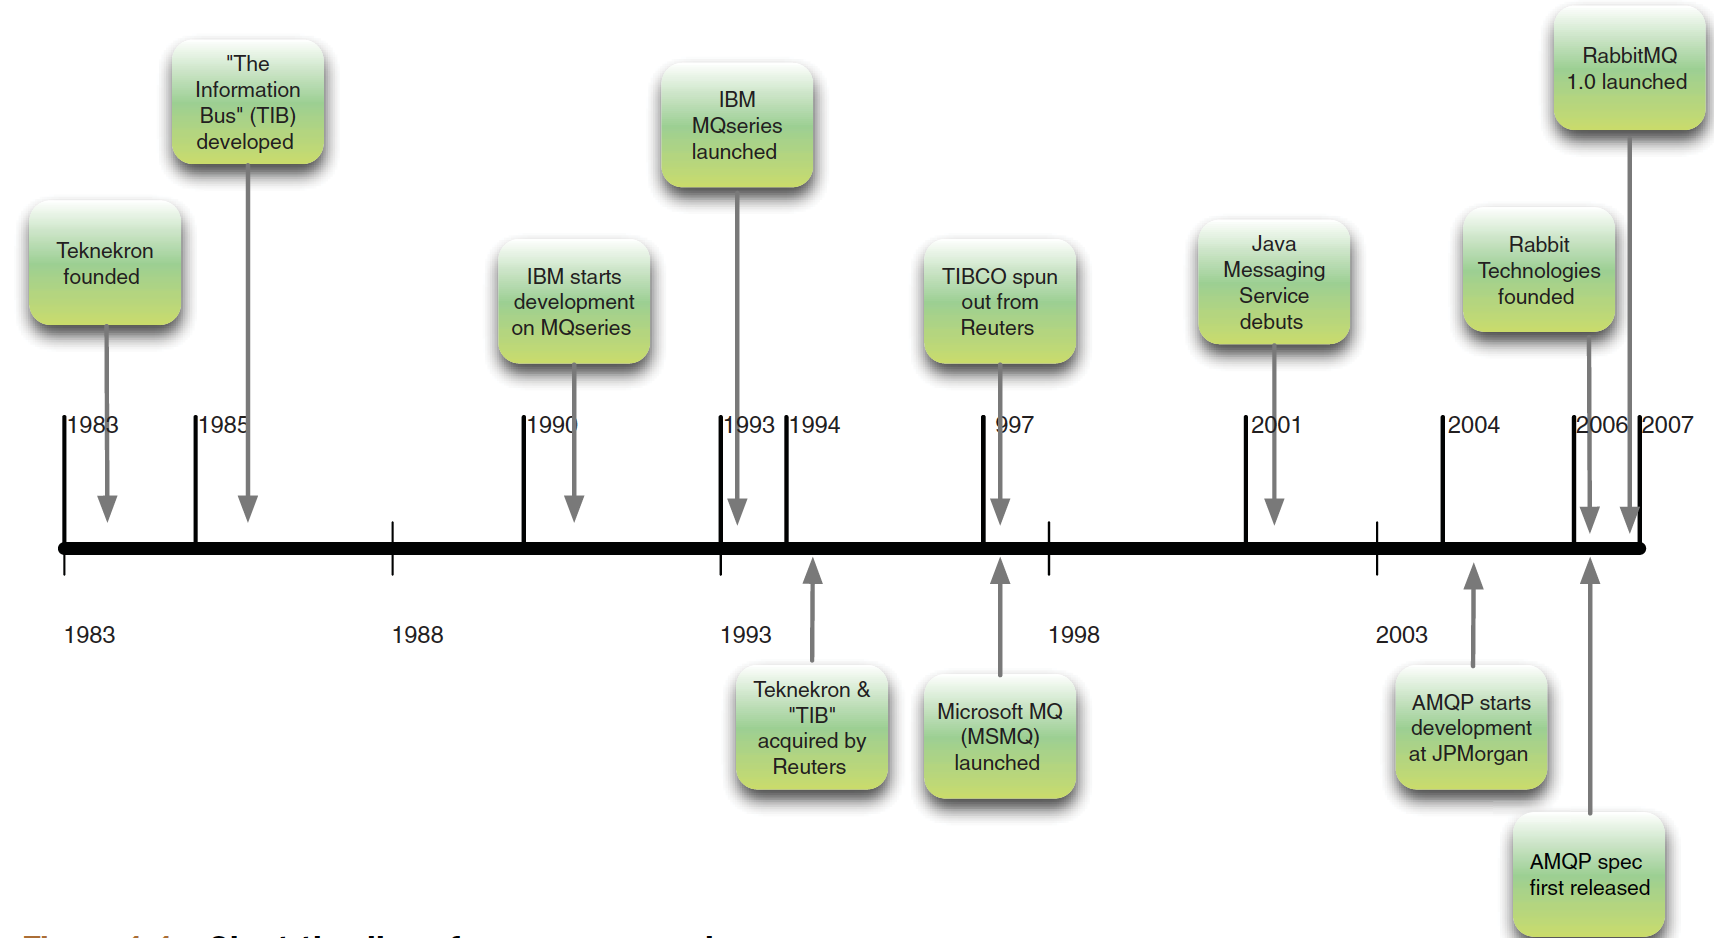 RabbitMQ
1.0 launched
"The
Information
Bus" (TIB)
developed
IBM
MQseries
launched
Teknekron
founded
IBM starts
development
on MQseries
TIBCO spun
out from
Reuters
Java
Messaging
Service
debuts
Rabbit
Technologies
founded
1983
1985
1990
1993
1994
997
2001
2004
2006
2007
1983
1988
1993
1998
2003
Teknekron &
"TIB"
acquired by
Reuters
Microsoft MQ
(MSMQ)
launched
AMQP starts
development
at JPMorgan
AMQP spec
first released